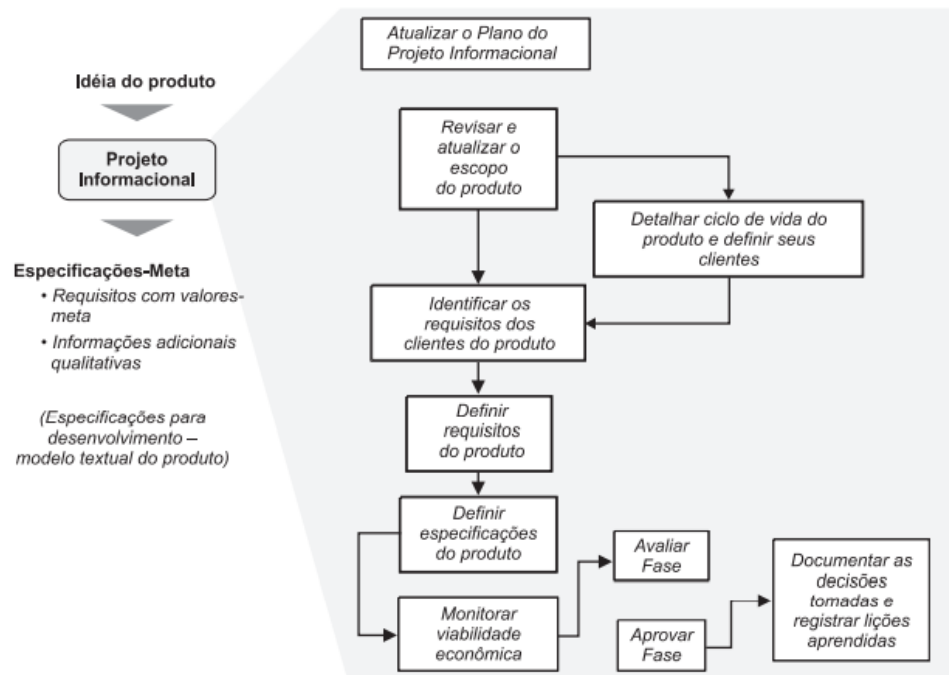 Idéia do produto
Projeto
Informacional
Especificações-Meta
• Requisitos com valores-
meta
• Informações adicionais
qualitativas
(Especificações para
desenvolvimento –
modelo textual do produto)
Atualizar o Plano do
Projeto Informacional
Revisar e
atualizar o
escopo
do produto
Detalhar ciclo de vida do
produto e definir seus
clientes
Identificar os
requisitos dos
clientes do produto
Definir
requisitos
do produto
Definir
especificações
do produto
Monitorar
viabilidade
econômica
Avaliar
Fase
Aprovar
Fase
Documentar as
decisões
tomadas e
registrar lições
aprendidas